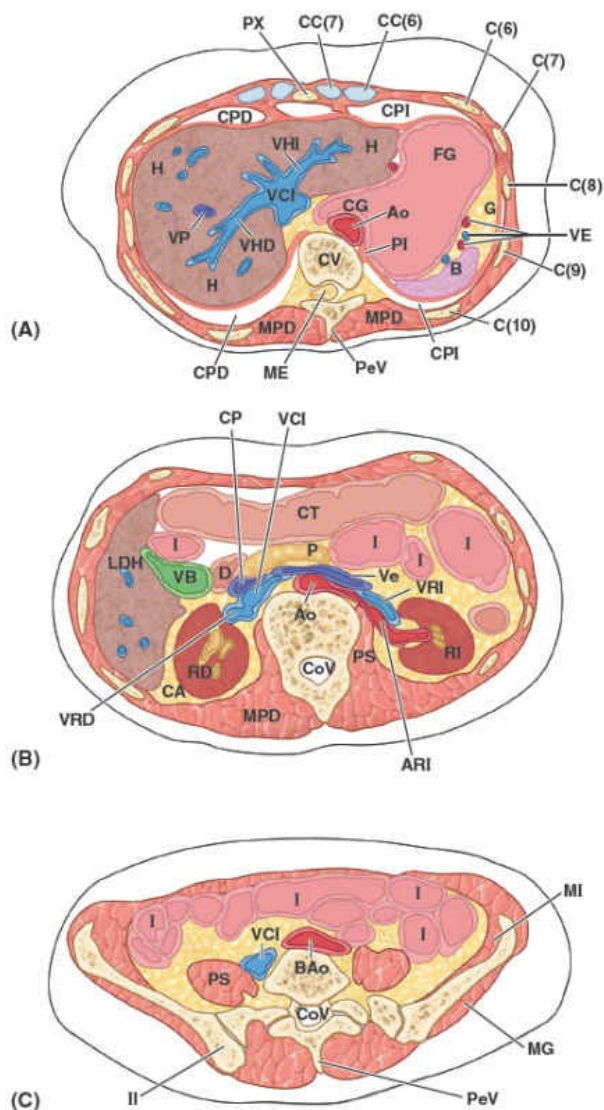 PX CC(7) CC(6) C(6)
C(7)
CPD CPI
H VHI H FG
C(8)
VCI
CG Ao G
VP VHD PI VE
CV B C(9)
H
(A) MPD MPD C(10)
CPD ME PeV CPI
CP VCI
CT
I P I I I
LDH VB D Ve
VRI
Ao
RD CoV PS RI
CA
VRD MPD
(B) ARI
I I I MI
VCI
BAo I
PS
CoV
MG
(C) II PeV